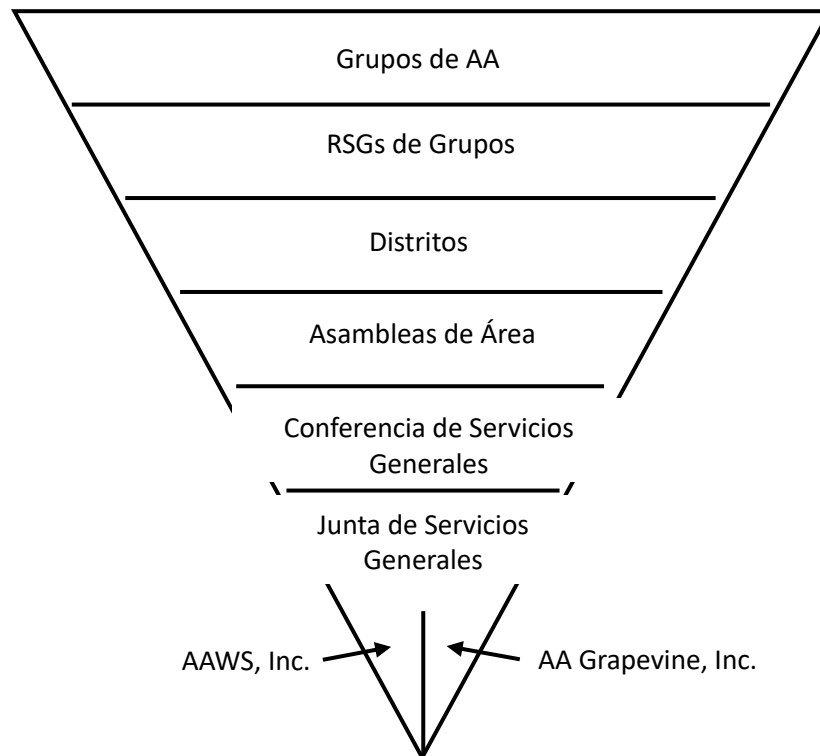 Grupos de AA
RSGs de Grupos
Distritos
Asambleas de Área
Conferencia de Servicios
Generales
Junta de Servicios
Generales
AAWS, Inc.
AA Grapevine, Inc.